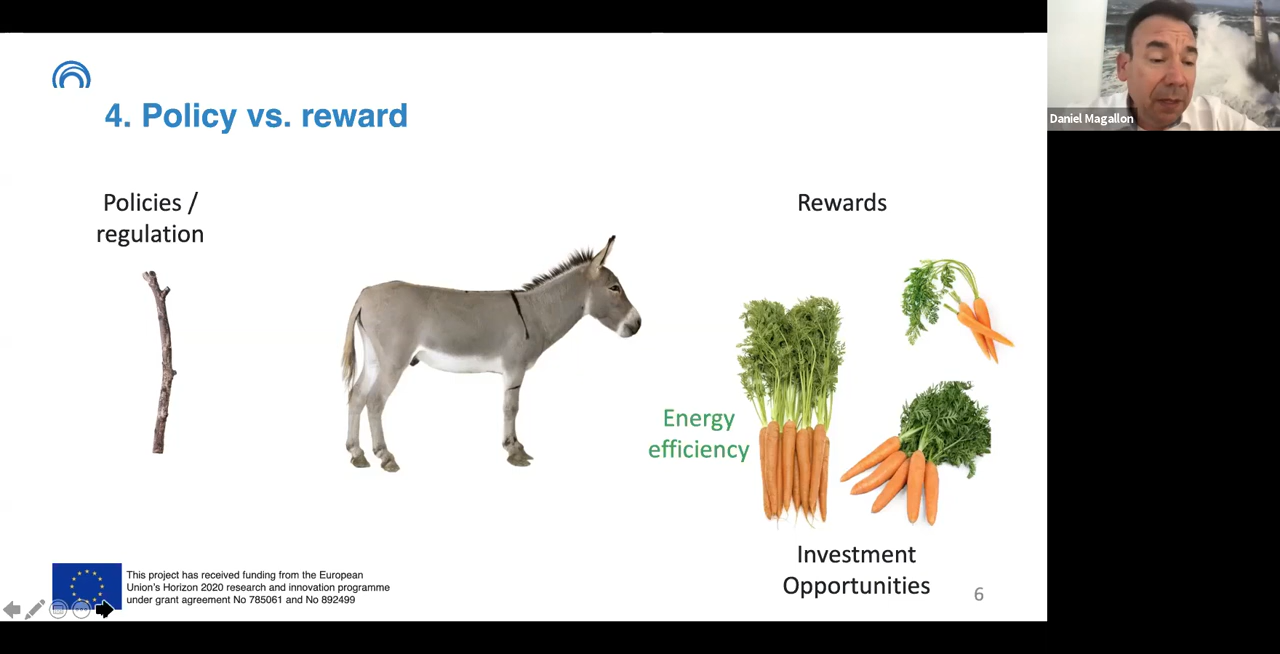 4. Policy vs. reward
Policies /
regulation
Rewards
Energy
efficiency
Investment
Opportunities
This project has received funding from the European
Union's Horizon 2020 research and innovation programme
under grant agreement No 785061 and No 892499
6
Daniel Magallon